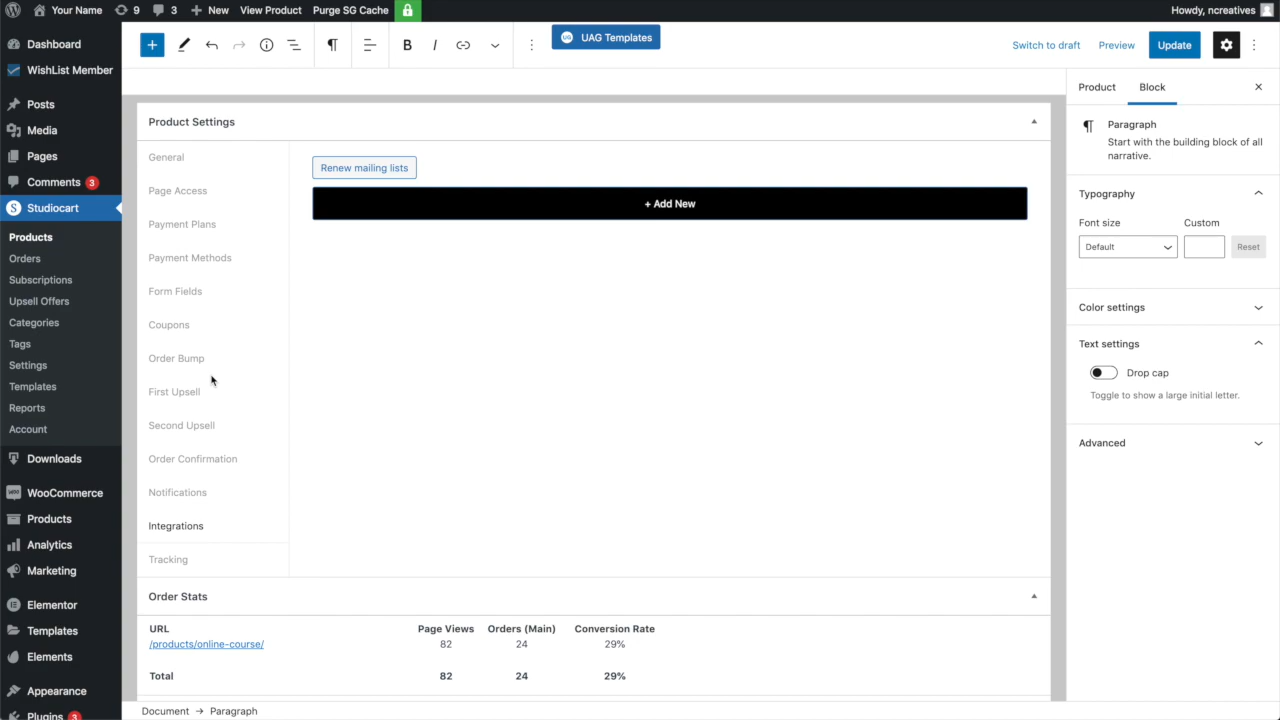 Your Name 9 3 New View Product Purge SG Cache Howdy, ncreatives
Dashboard
WishList Member
Posts
Media
Pages
Comments 3
Studiocart
Products
Orders
Subscriptions
Upsell Offers
Categories
Tags
Settings
Templates
Reports
Account
Downloads
WooCommerce
Products
Analytics
Marketing
Elementor
Templates
Elements
Appearance
Plugins 3
B I UAG Templates Switch to draft Preview Update
Product Settings
General
Page Access
Payment Plans
Payment Methods
Form Fields
Coupons
Order Bump
First Upsell
Second Upsell
Order Confirmation
Notifications
Integrations
Tracking
Renew mailing lists
+ Add New
Order Stats
URL Page Views Orders (Main) Conversion Rate
/products/online-course/ 82 24 29%
Total 82 24 29%
Document → Paragraph
Product Block
Paragraph
Start with the building block of all
narrative.
Typography
Font size Custom
Default Reset
Color settings
Text settings
Drop cap
Toggle to show a large initial letter.
Advanced